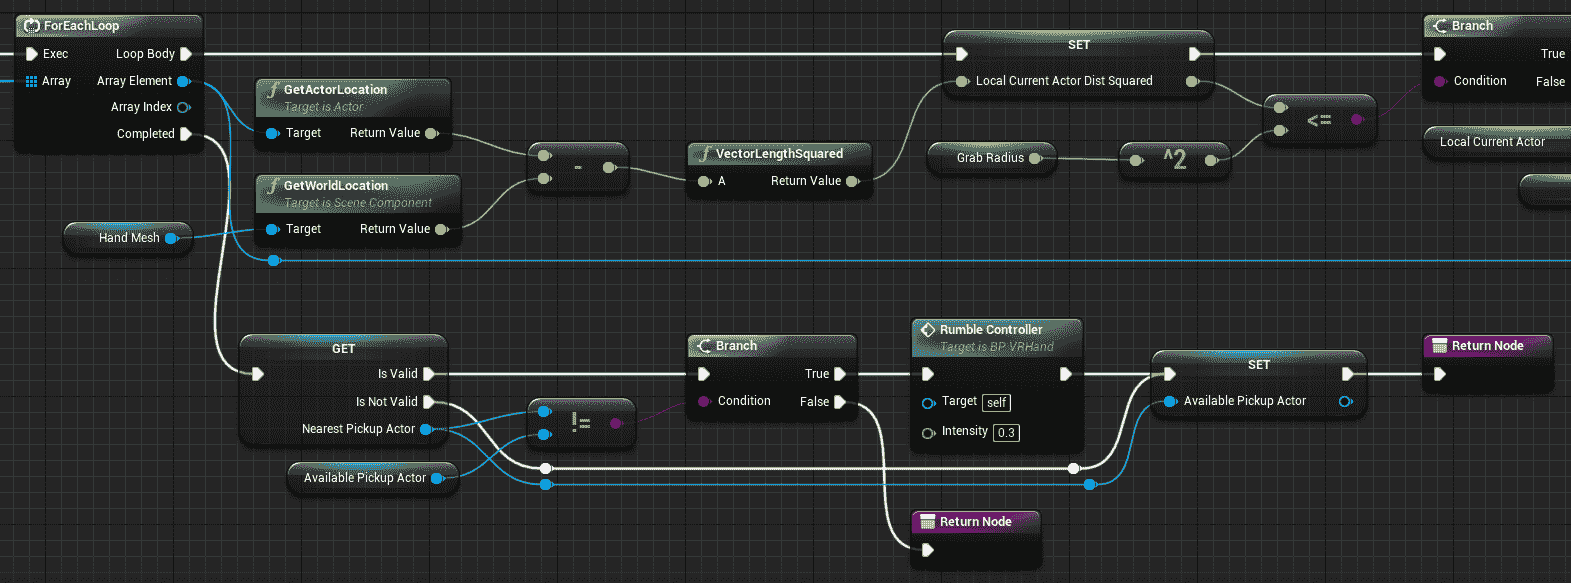 ForEachLoop
Exec
Loop Body
Array
Array Element
Array Index
Completed
GetActorLocation
Target is Actor
Target
Return Value
GetWorldLocation
Target is Scene Component
Target
Return Value
Hand Mesh
-
VectorLengthSquared
A
Return Value
SET
Local Current Actor Dist Squared
Grab Radius
^2
<=
Branch
True
Condition
False
Local Current Actor
GET
Is Valid
Is Not Valid
Nearest Pickup Actor
Available Pickup Actor
!=
Branch
True
Condition
False
Rumble Controller
Target is BP VRHand
Target
self
Intensity
0.3
SET
Available Pickup Actor
Return Node
Return Node